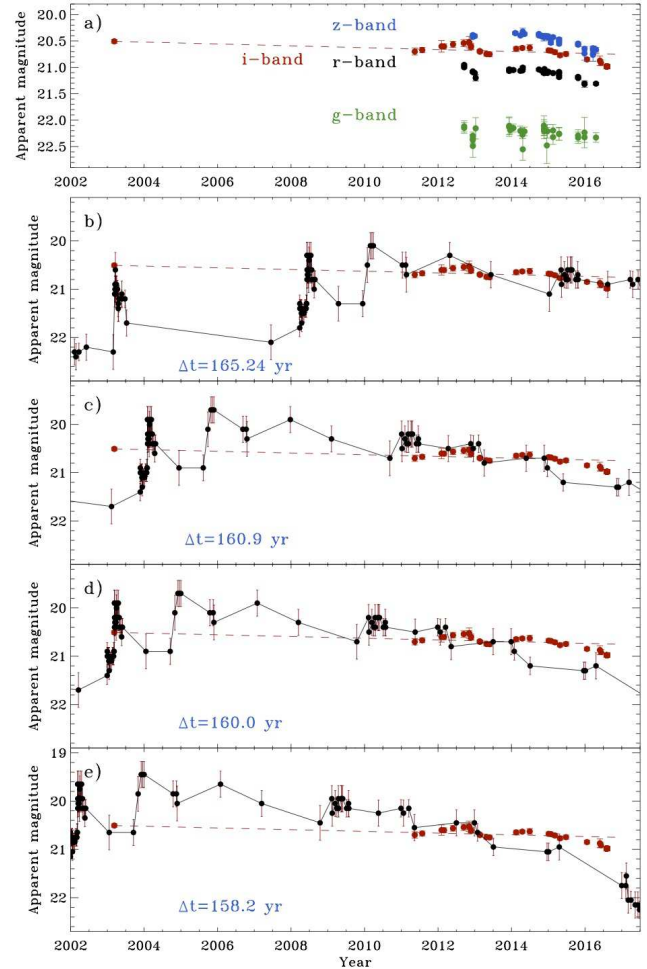 a)
z-band
i-band
r-band
g-band
Apparent magnitude
20.0
20.5
21.0
21.5
22.0
22.5
2002 2004 2006 2008 2010 2012 2014 2016
b)
Apparent magnitude
20
21
22
Δt=165.24 yr
c)
Apparent magnitude
20
21
22
Δt=160.9 yr
d)
Apparent magnitude
20
21
22
Δt=160.0 yr
e)
Apparent magnitude
19
20
21
22
Δt=158.2 yr
2002 2004 2006 2008 2010 2012 2014 2016
Year